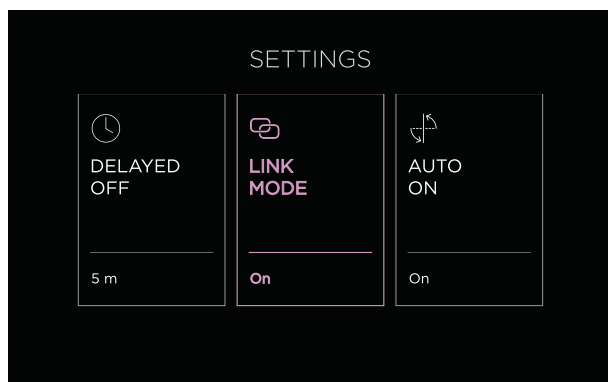 SETTINGS
DELAYED
OFF
5 m
LINK
MODE
On
AUTO
ON
On